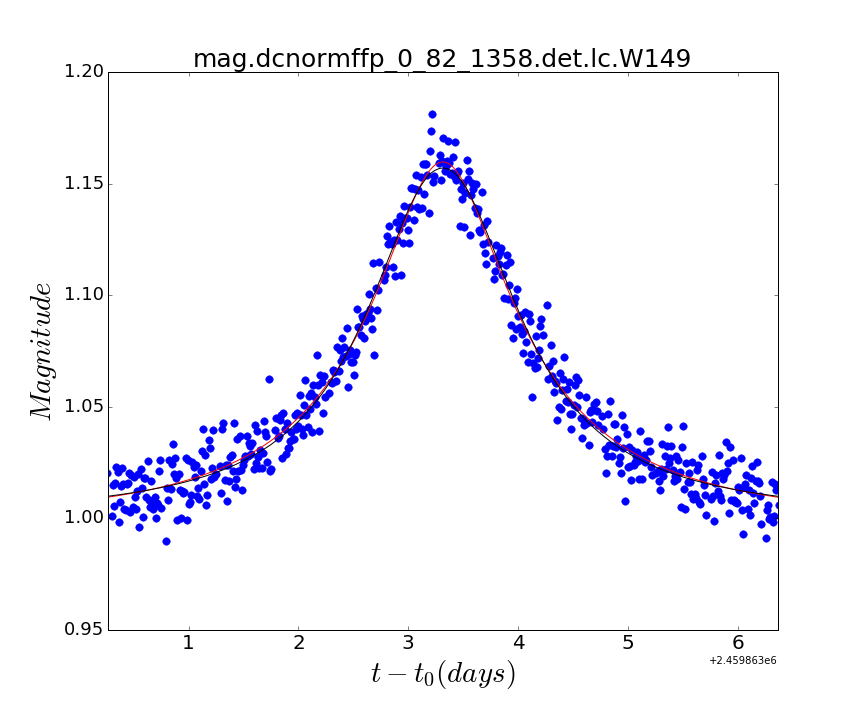 mag.dcnormffp_0_82_1358.det.lc.W149
1.20
1.15
1.10
1.05
1.00
0.95
Magnitude
1 2 3 4 5 6
+2.459863e6
t − t₀(days)